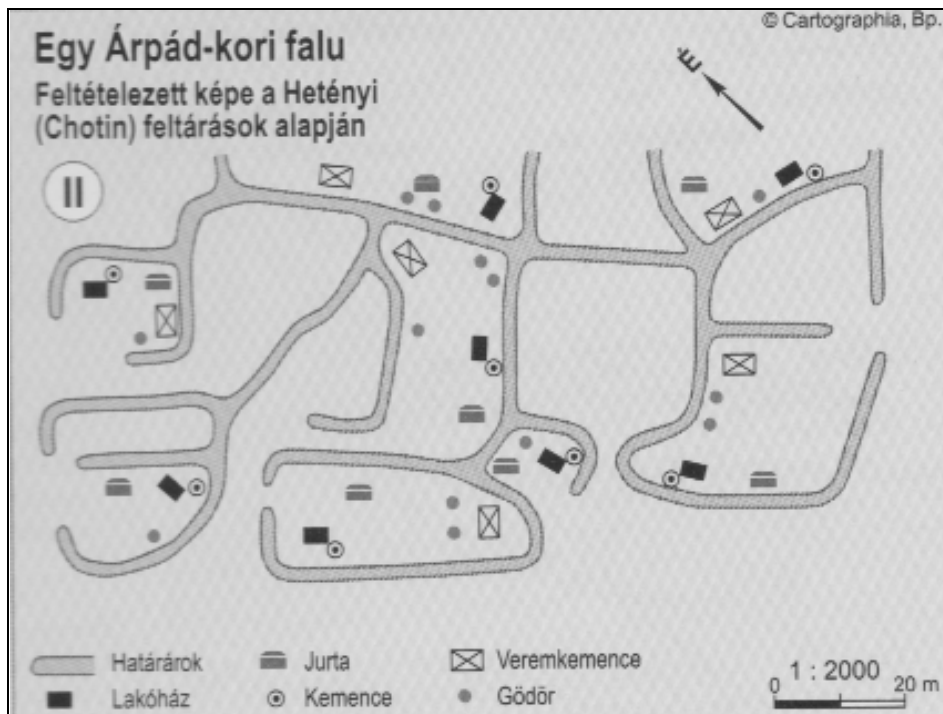 © Cartographia, Bp.
Egy Árpád-kori falu
Feltételezett képe a Hetényi
(Chotin) feltárások alapján
É
II
Határárok
Jurta
Veremkemence
Lakóház
Kemence
Gödör
1 : 2000
0 20 m